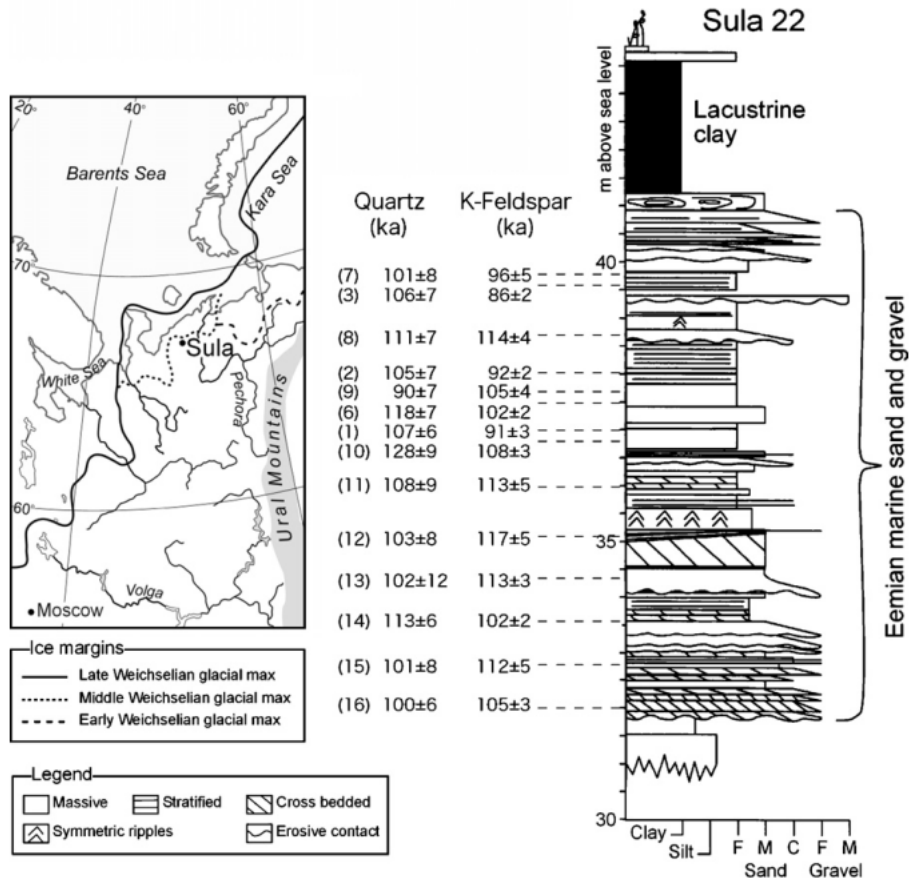 Sula 22
20°
40°
60°
Barents Sea
Kara Sea
70
Sula
White Sea
Pechora
Ural Mountains
60°
Volga
Moscow
Ice margins
Late Weichselian glacial max
Middle Weichselian glacial max
Early Weichselian glacial max
Legend
Massive
Stratified
Cross bedded
Symmetric ripples
Erosive contact
Quartz (ka) K-Feldspar (ka)
(7) 101±8 96±5
(3) 106±7 86±2
(8) 111±7 114±4
(2) 105±7 92±2
(9) 90±7 105±4
(6) 118±7 102±2
(1) 107±6 91±3
(10) 128±9 108±3
(11) 108±9 113±5
(12) 103±8 117±5
(13) 102±12 113±3
(14) 113±6 102±2
(15) 101±8 112±5
(16) 100±6 105±3
m above sea level
Lacustrine
clay
40
35
30
Eemian marine sand and gravel
Clay
Silt
F M C F M
Sand Gravel